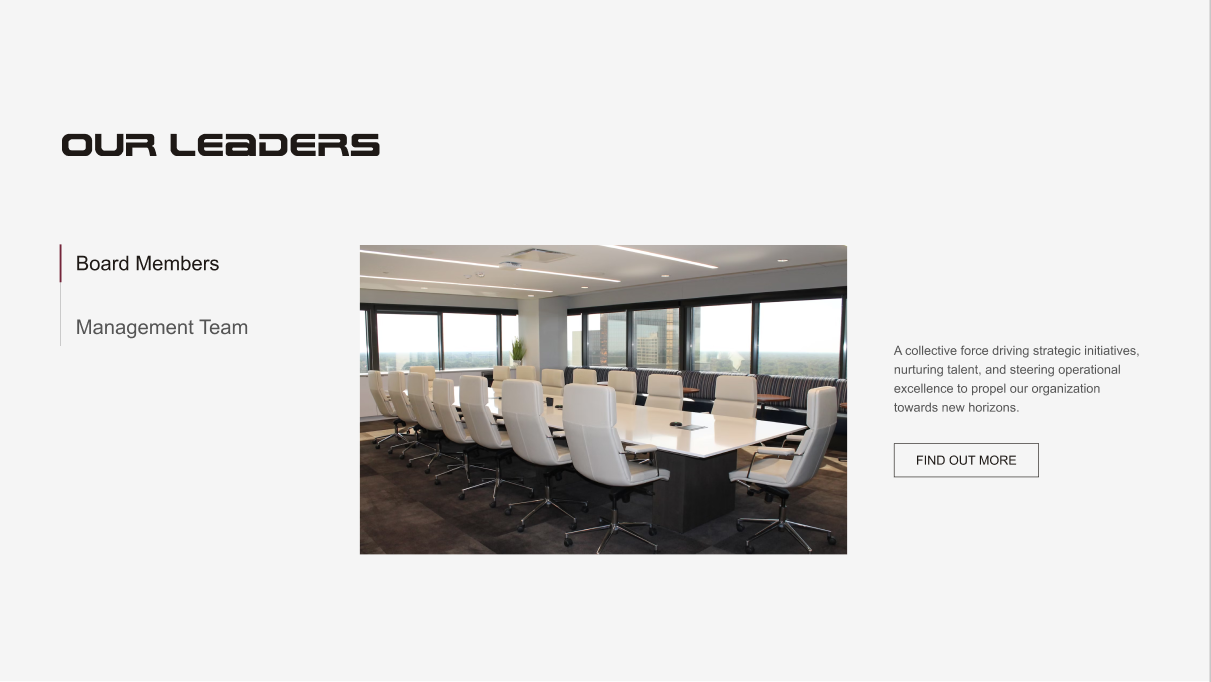 OUR LEADERS
Board Members
Management Team
A collective force driving strategic initiatives,
nurturing talent, and steering operational
excellence to propel our organization
towards new horizons.
FIND OUT MORE